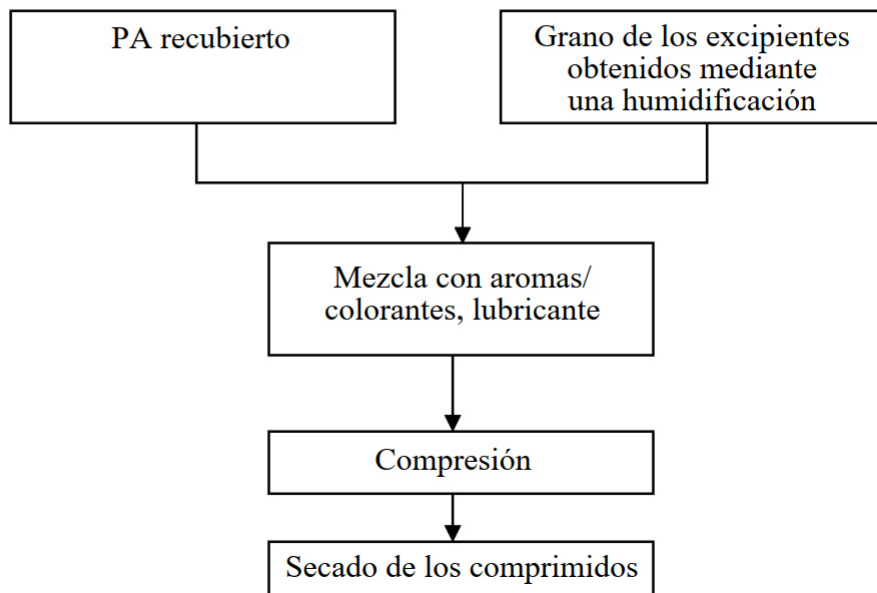 PA recubierto
Grano de los excipientes
obtenidos mediante
una humidificación
Mezcla con aromas/
colorantes, lubricante
Compresión
Secado de los comprimidos